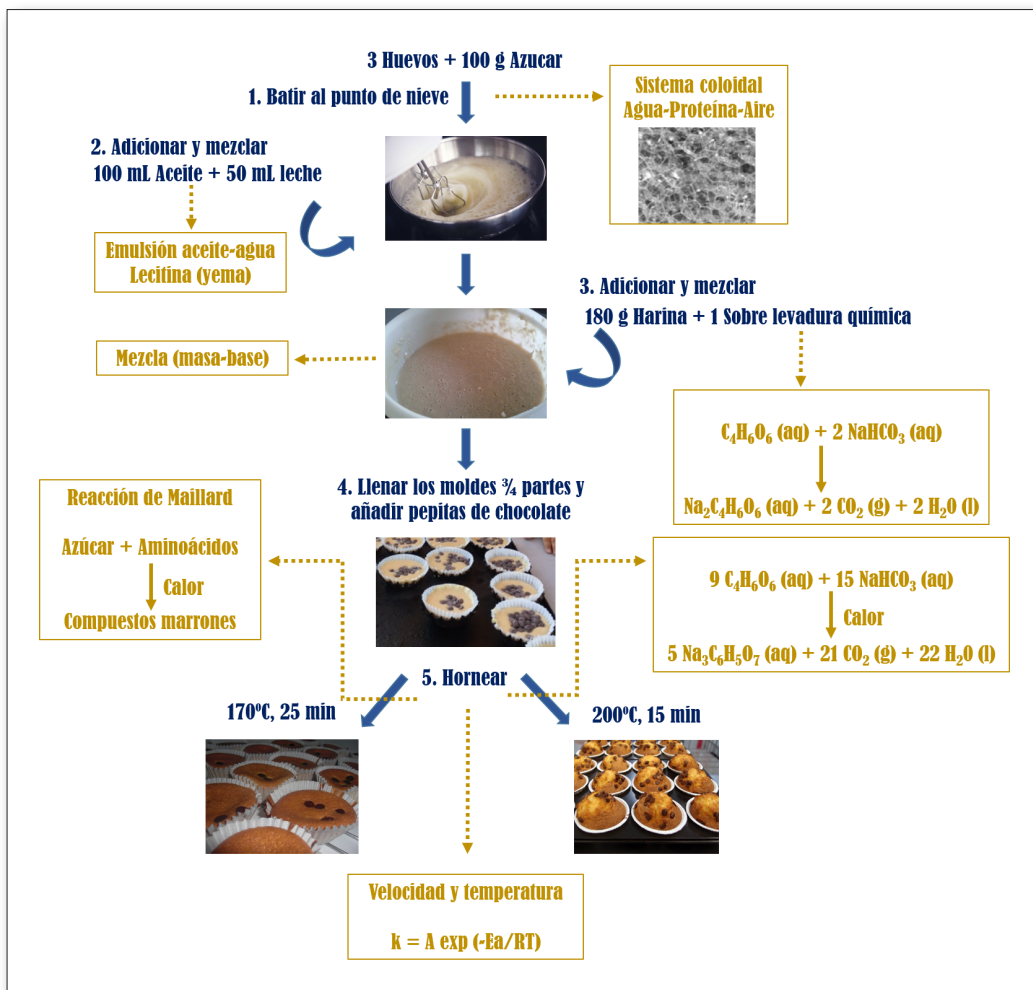 3 Huevos + 100 g Azucar
1. Batir al punto de nieve
Sistema coloidal
Agua-Proteína-Aire
2. Adicionar y mezclar
100 mL Aceite + 50 mL leche
Emulsión aceite-agua
Lecitina (yema)
3. Adicionar y mezclar
180 g Harina + 1 Sobre levadura química
Mezcla (masa-base)
C₄H₆O₆ (aq) + 2 NaHCO₃ (aq)
Na₂C₄H₆O₆ (aq) + 2 CO₂ (g) + 2 H₂O (l)
4. Llenar los moldes ¾ partes y
añadir pepitas de chocolate
Reacción de Maillard
Azúcar + Aminoácidos
Calor
Compuestos marrones
9 C₄H₆O₆ (aq) + 15 NaHCO₃ (aq)
Calor
5 Na₃C₆H₅O₇ (aq) + 21 CO₂ (g) + 22 H₂O (l)
5. Hornear
170ºC, 25 min
200ºC, 15 min
Velocidad y temperatura
k = A exp (-Ea/RT)